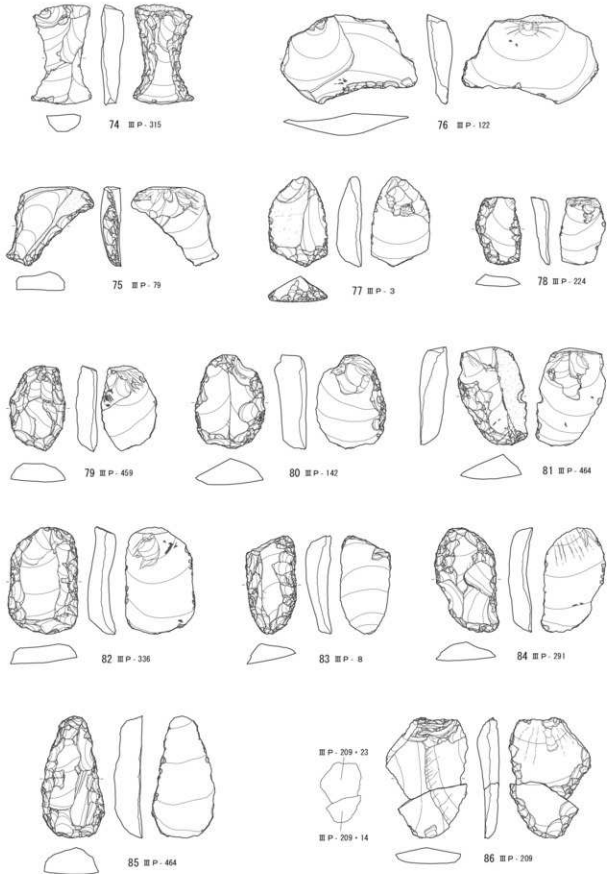 74 Ⅲ P - 315
76 Ⅲ P - 122
75 Ⅲ P - 79
77 Ⅲ P - 3
78 Ⅲ P - 224
79 Ⅲ P - 459
80 Ⅲ P - 142
81 Ⅲ P - 464
82 Ⅲ P - 336
83 Ⅲ P - 8
84 Ⅲ P - 291
Ⅲ P - 209・23
Ⅲ P - 209・14
85 Ⅲ P - 464
86 Ⅲ P - 209